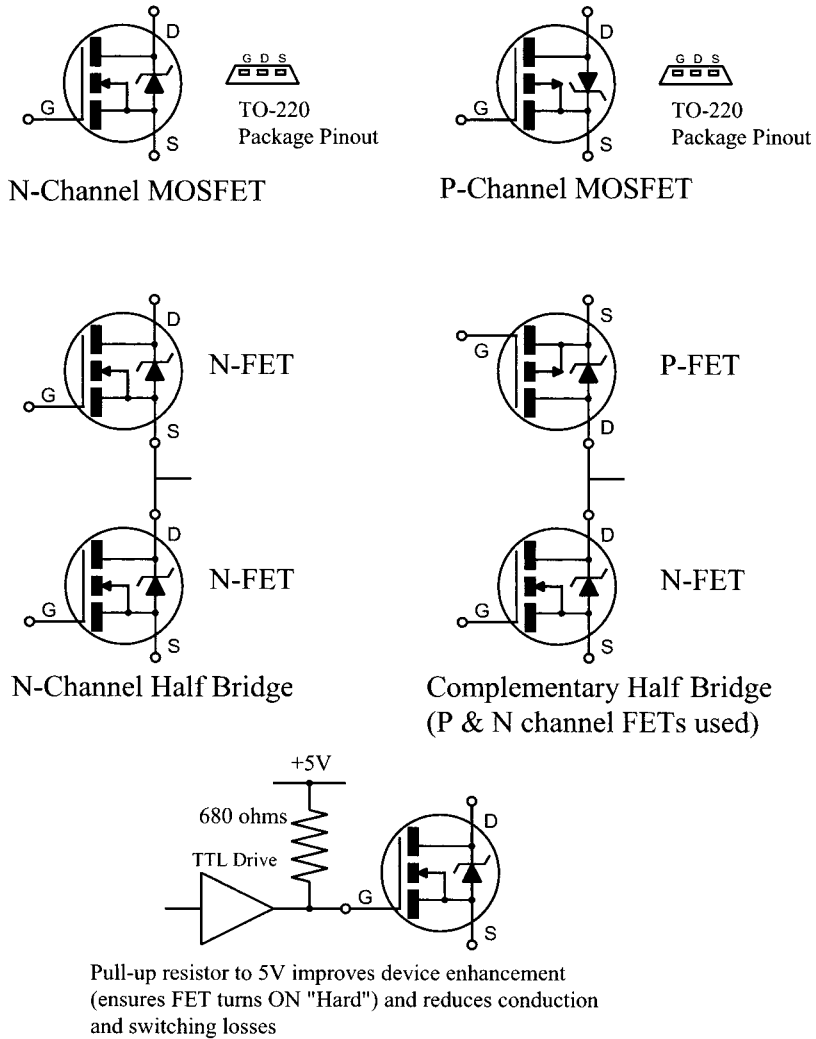 D
G D S
G
TO-220
Package Pinout
S
N-Channel MOSFET
D
G D S
G
TO-220
Package Pinout
S
P-Channel MOSFET
D
N-FET
G
S
D
N-FET
G
S
N-Channel Half Bridge
S
G
P-FET
D
D
N-FET
G
S
Complementary Half Bridge
(P & N channel FETs used)
+5V
680 ohms
TTL Drive
D
G
S
Pull-up resistor to 5V improves device enhancement
(ensures FET turns ON "Hard") and reduces conduction
and switching losses